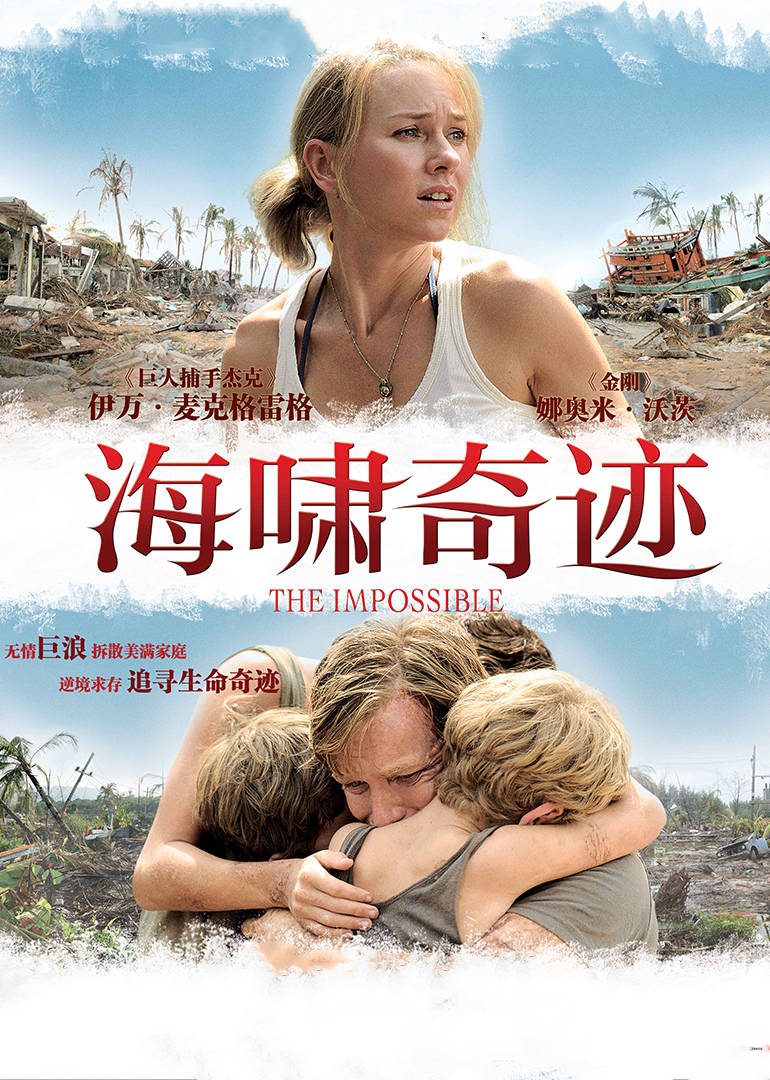 《巨人捕手杰克》
伊万·麦克格雷格
《金刚》
娜奥米·沃茨
海啸奇迹
THE IMPOSSIBLE
无情巨浪 拆散美满家庭
逆境求存 追寻生命奇迹